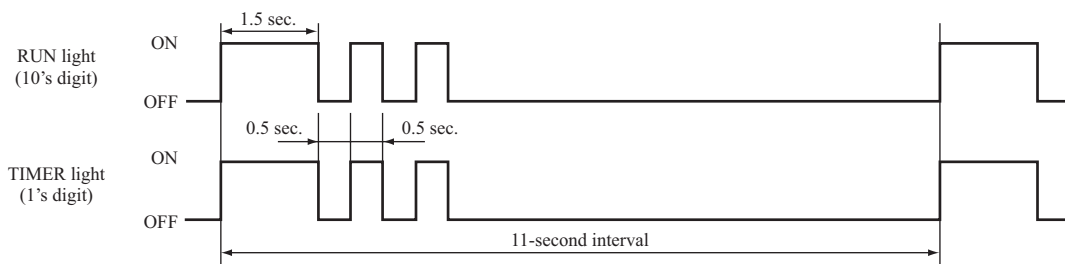 1.5 sec.
ON
RUN light
(10’s digit)
OFF
0.5 sec.
0.5 sec.
ON
TIMER light
(1’s digit)
OFF
11-second interval